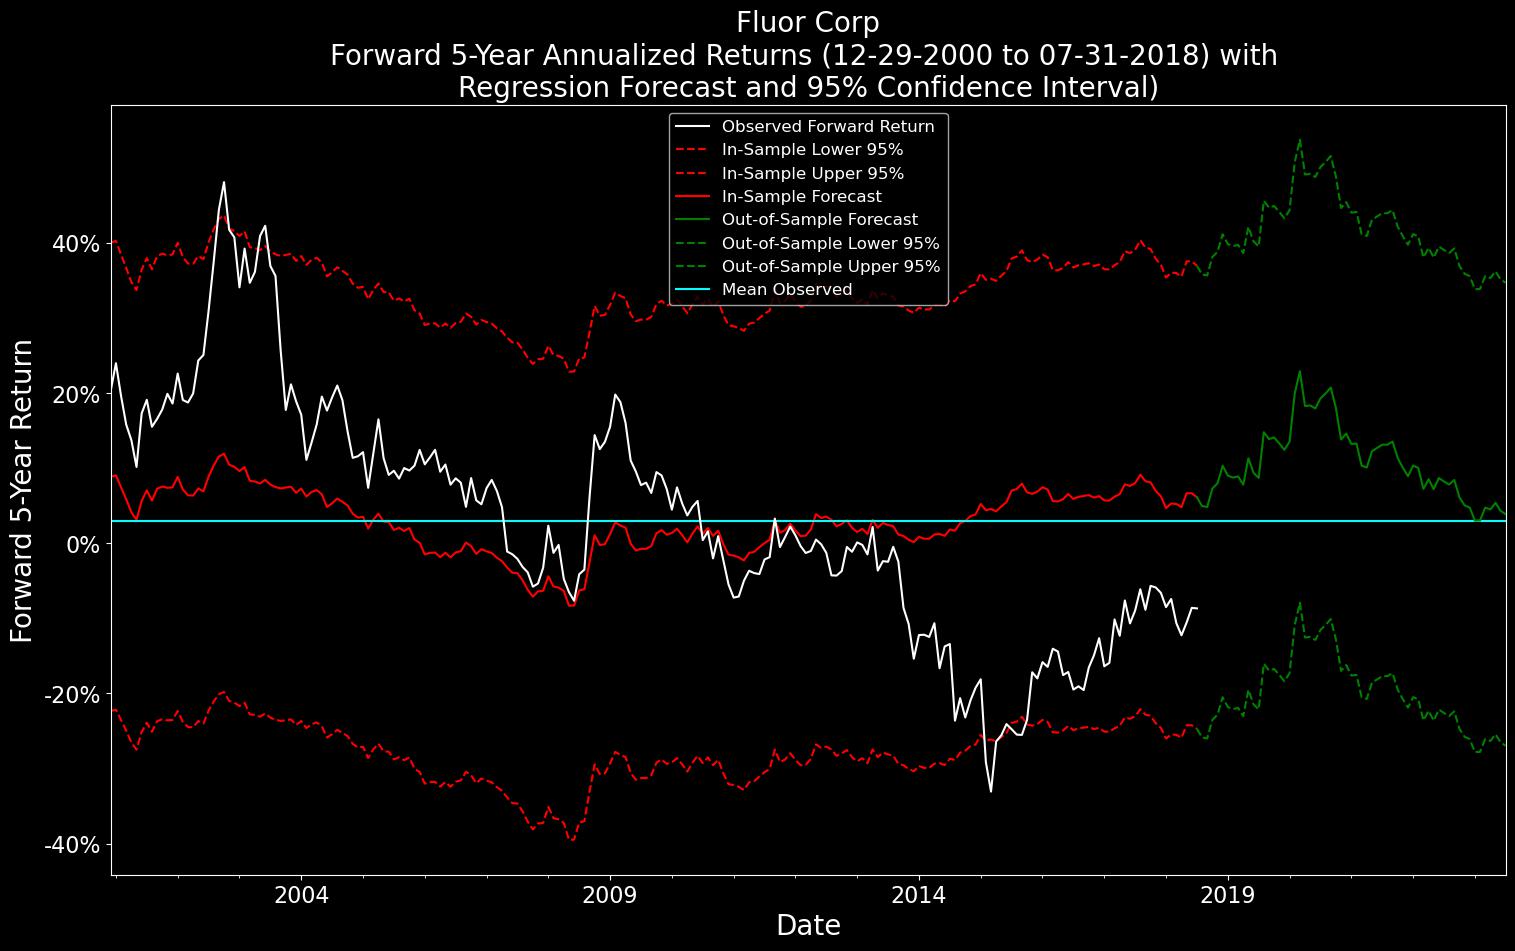 Fluor Corp
Forward 5-Year Annualized Returns (12-29-2000 to 07-31-2018) with
Regression Forecast and 95% Confidence Interval)
Observed Forward Return
In-Sample Lower 95%
In-Sample Upper 95%
In-Sample Forecast
Out-of-Sample Forecast
Out-of-Sample Lower 95%
Out-of-Sample Upper 95%
Mean Observed
Forward 5-Year Return
40%
20%
0%
-20%
-40%
2004
2009
2014
2019
Date